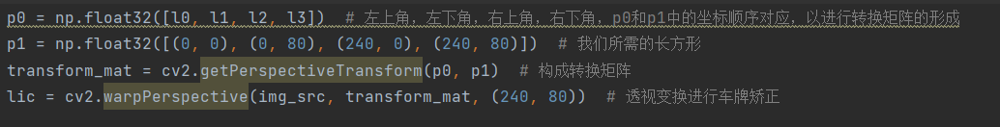 p0 = np.float32([l0, l1, l2, l3])  # 左上角，左下角，右上角，右下角，p0和p1中的坐标顺序对应，以进行转换矩阵的形成
p1 = np.float32([(0, 0), (0, 80), (240, 0), (240, 80)])  # 我们所需的长方形
transform_mat = cv2.getPerspectiveTransform(p0, p1)  # 构成转换矩阵
lic = cv2.warpPerspective(img_src, transform_mat, (240, 80))  # 透视变换进行车牌矫正